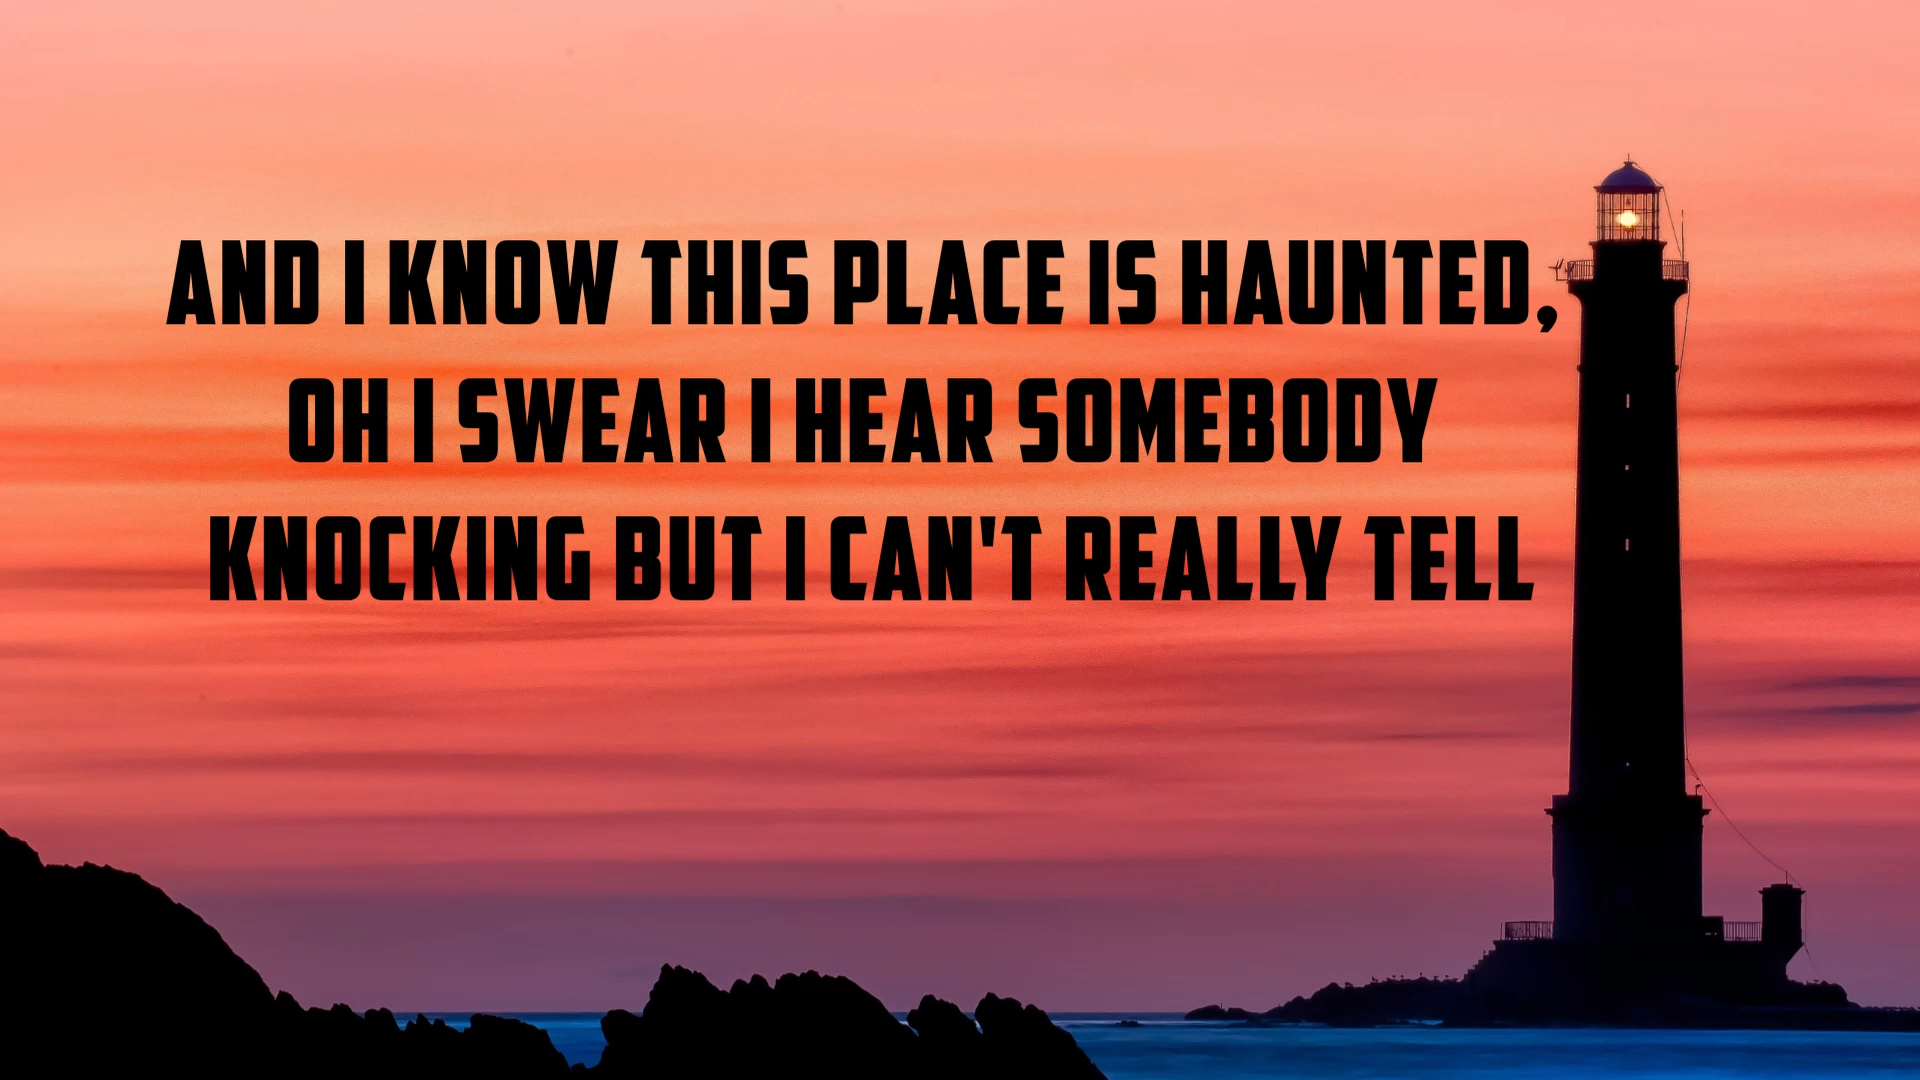 AND I KNOW THIS PLACE IS HAUNTED,
OH I SWEAR I HEAR SOMEBODY
KNOCKING BUT I CAN'T REALLY TELL